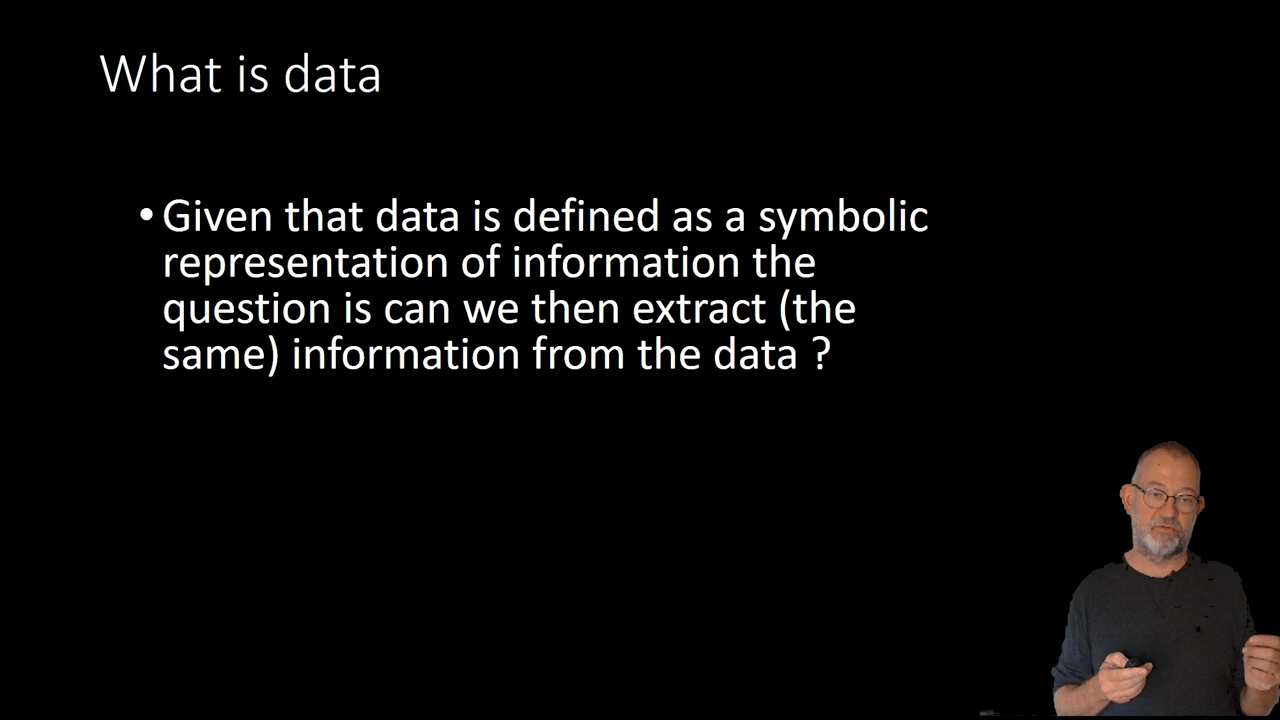 What is data
• Given that data is defined as a symbolic
representation of information the
question is can we then extract (the
same) information from the data ?